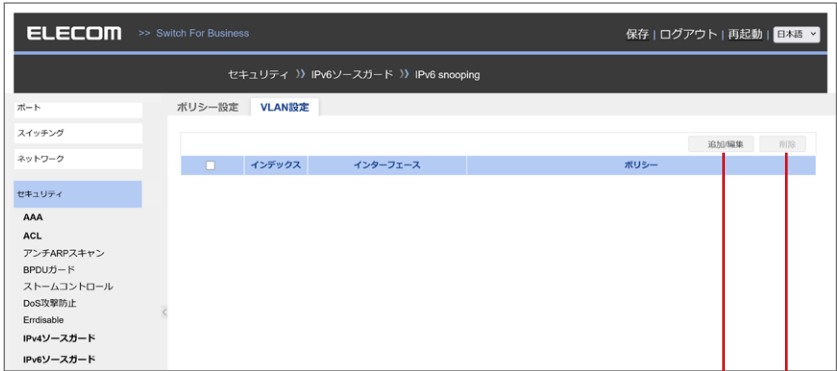 ELECOM >> Switch For Business 保存 | ログアウト | 再起動 | 日本語
セキュリティ 》 IPv6ソースガード 》 IPv6 snooping
ポート
ポリシー設定 VLAN設定
スイッチング
追加/編集 削除
ネットワーク
インデックス インターフェース ポリシー
セキュリティ
AAA
ACL
アンチARPスキャン
BPDUガード
ストームコントロール
DoS攻撃防止
Errdisable
IPv4ソースガード
IPv6ソースガード